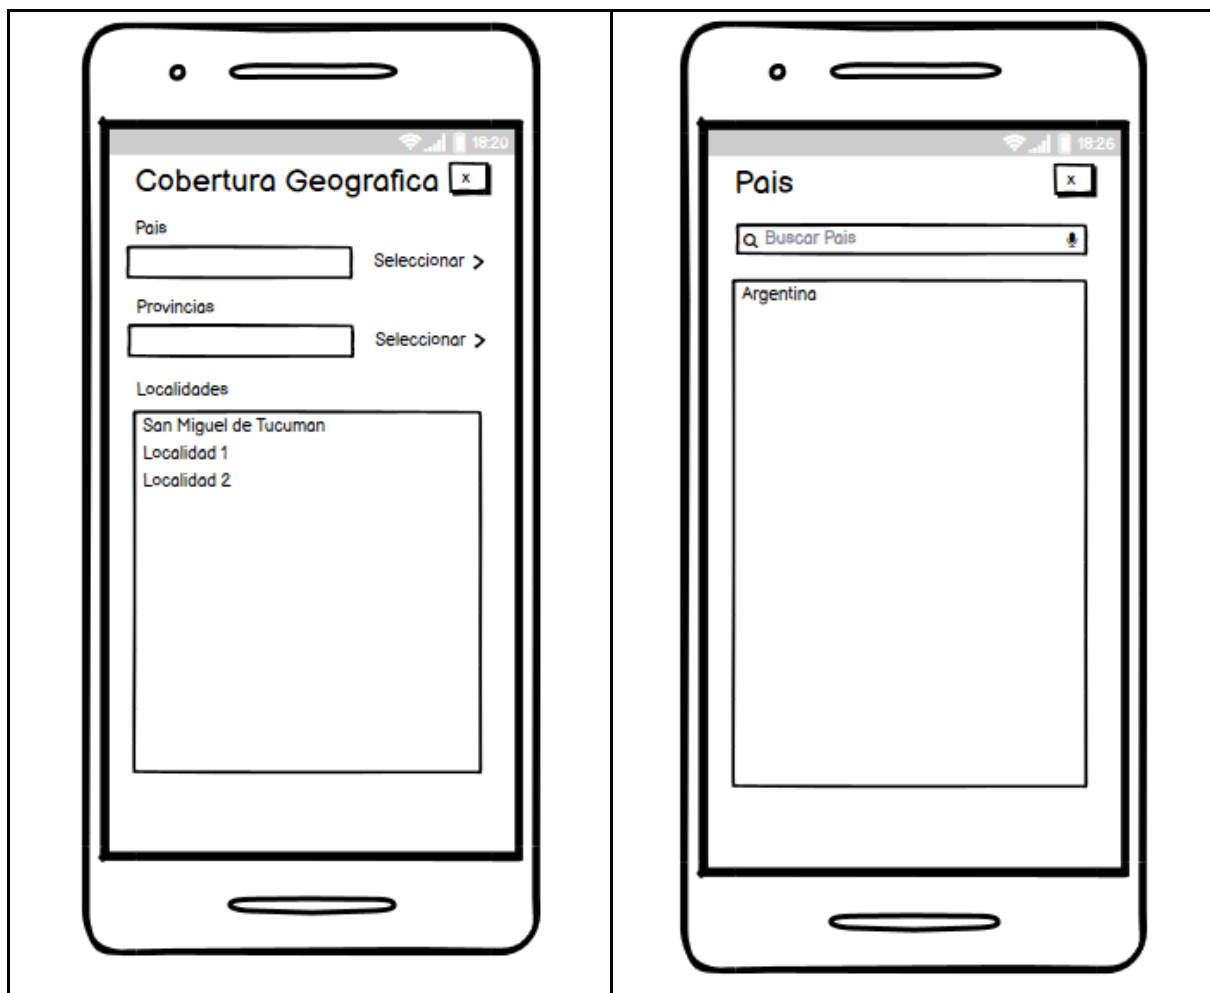 18:20
Cobertura Geografica x
Pais
Seleccionar >
Provincias
Seleccionar >
Localidades
San Miguel de Tucuman
Localidad 1
Localidad 2
18:26
Pais x
Buscar Pais
Argentina